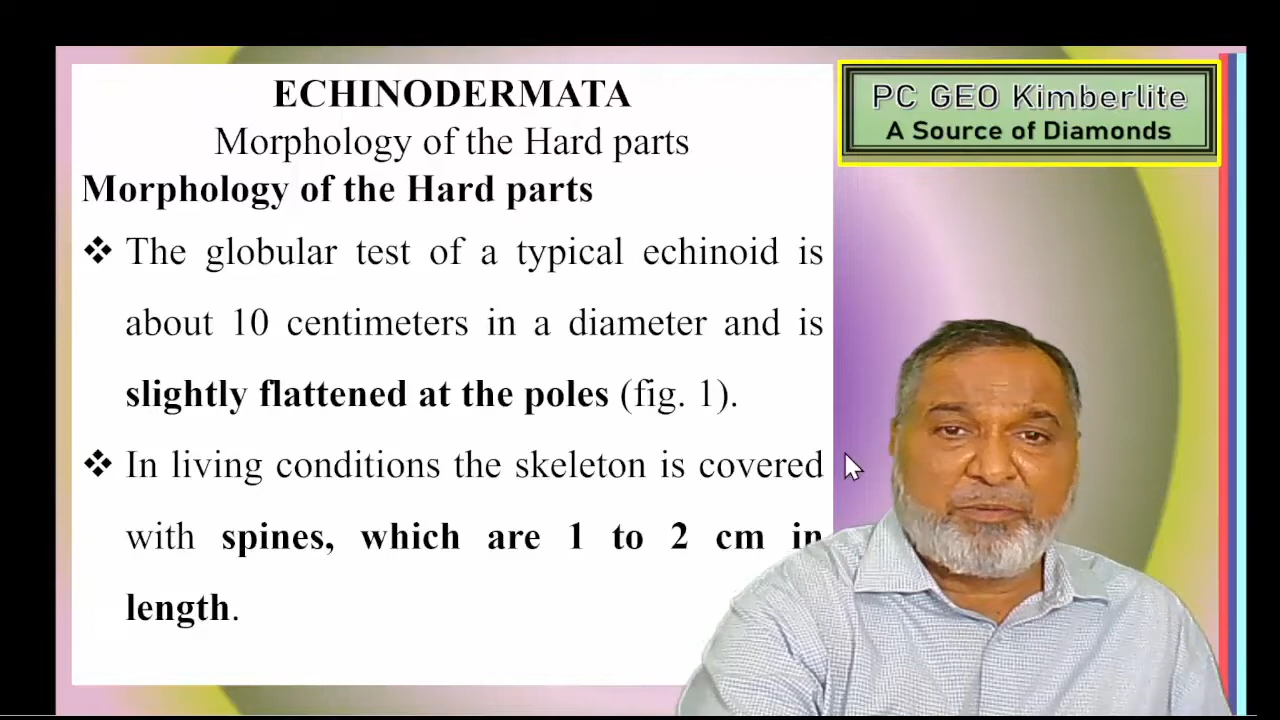 ECHINODERMATA
Morphology of the Hard parts
Morphology of the Hard parts
❖ The globular test of a typical echinoid is
about 10 centimeters in a diameter and is
slightly flattened at the poles (fig. 1).
❖ In living conditions the skeleton is covered
with spines, which are 1 to 2 cm in
length.
PC GEO Kimberlite
A Source of Diamonds